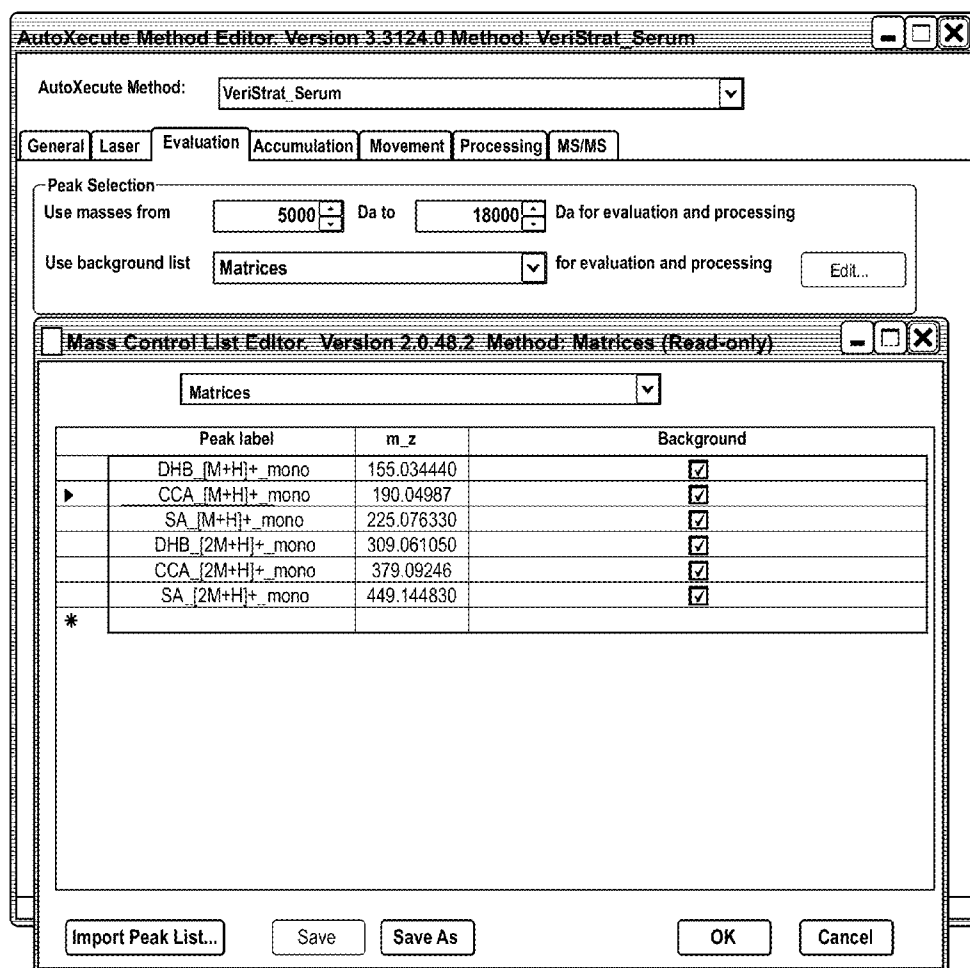 AutoXecute Method Editor. Version 3.3124.0 Method: VeriStrat_Serum
AutoXecute Method: VeriStrat_Serum
General Laser Evaluation Accumulation Movement Processing MS/MS
Peak Selection
Use masses from 5000 Da to 18000 Da for evaluation and processing
Use background list Matrices for evaluation and processing Edit...
Mass Control List Editor. Version 2.0.48.2 Method: Matrices (Read-only)
Matrices
Peak label m_z Background
DHB_[M+H]+_mono 155.034440
CCA_[M+H]+_mono 190.04987
SA_[M+H]+_mono 225.076330
DHB_[2M+H]+_mono 309.061050
CCA_[2M+H]+_mono 379.09246
SA_[2M+H]+_mono 449.144830
*
Import Peak List... Save Save As OK Cancel